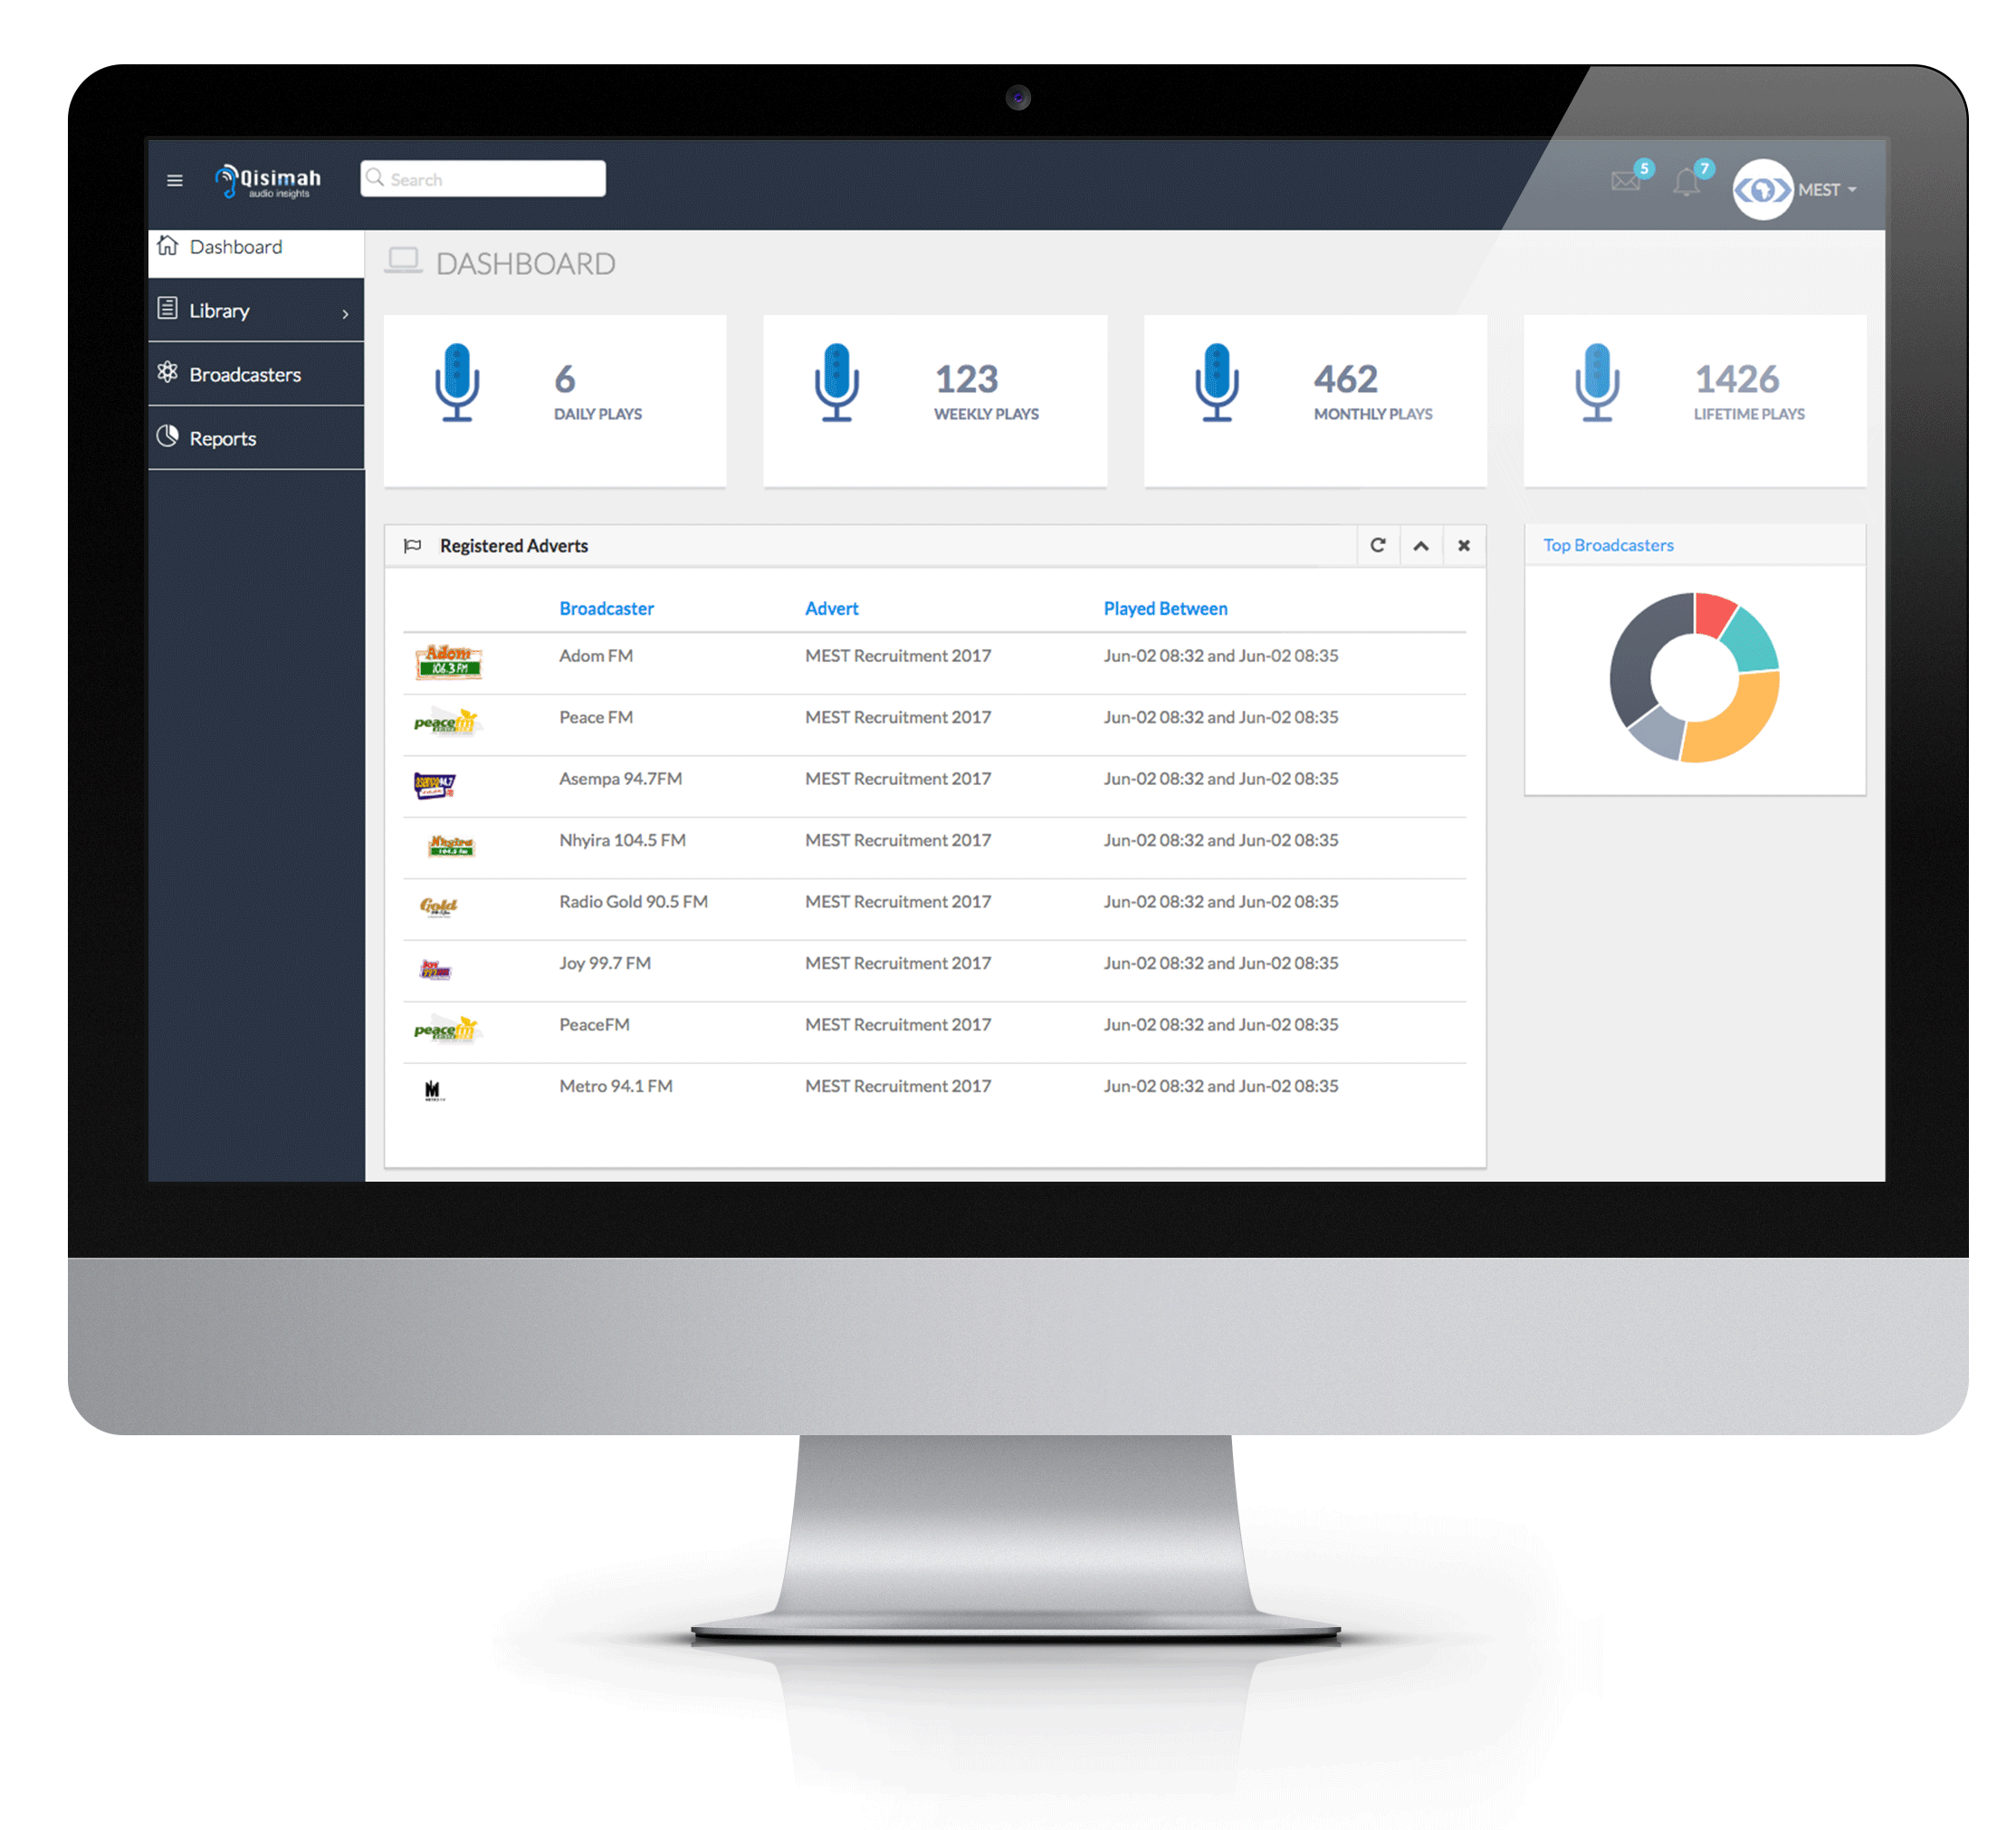 Qisimah
audio insights
Search
5
7
MEST
Dashboard
Library
Broadcasters
Reports
DASHBOARD
6
DAILY PLAYS
123
WEEKLY PLAYS
462
MONTHLY PLAYS
1426
LIFETIME PLAYS
Registered Adverts
Top Broadcasters
Broadcaster Advert Played Between
Adom
106.3 FM
Adom FM MEST Recruitment 2017 Jun-02 08:32 and Jun-02 08:35
peace fm
Peace FM MEST Recruitment 2017 Jun-02 08:32 and Jun-02 08:35
Asempa 94.7FM MEST Recruitment 2017 Jun-02 08:32 and Jun-02 08:35
Nhyira
104.5 fm
Nhyira 104.5 FM MEST Recruitment 2017 Jun-02 08:32 and Jun-02 08:35
Gold
Radio Gold 90.5 FM MEST Recruitment 2017 Jun-02 08:32 and Jun-02 08:35
Joy
Joy 99.7 FM MEST Recruitment 2017 Jun-02 08:32 and Jun-02 08:35
peace fm
PeaceFM MEST Recruitment 2017 Jun-02 08:32 and Jun-02 08:35
M
Metro 94.1 FM MEST Recruitment 2017 Jun-02 08:32 and Jun-02 08:35